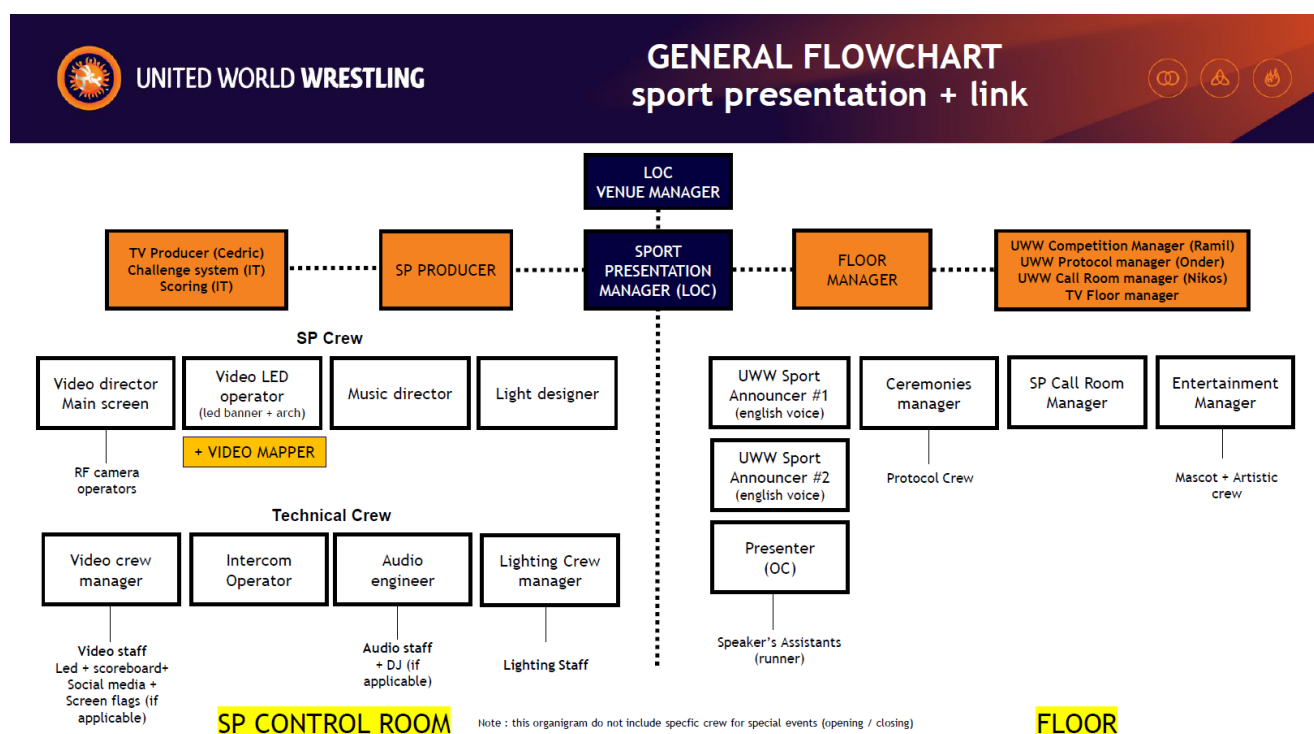 UNITED WORLD WRESTLING
GENERAL FLOWCHART
sport presentation + link
LOC
VENUE MANAGER
TV Producer (Cedric)
Challenge system (IT)
Scoring (IT)
SP PRODUCER
SPORT
PRESENTATION
MANAGER (LOC)
FLOOR
MANAGER
UWW Competition Manager (Ramil)
UWW Protocol manager (Onder)
UWW Call Room manager (Nikos)
TV Floor manager
SP Crew
Video director
Main screen
Video LED
operator
(led banner + arch)
Music director
Light designer
+ VIDEO MAPPER
RF camera
operators
UWW Sport
Announcer #1
(english voice)
Ceremonies
manager
SP Call Room
Manager
Entertainment
Manager
UWW Sport
Announcer #2
(english voice)
Protocol Crew
Mascot + Artistic
crew
Technical Crew
Video crew
manager
Intercom
Operator
Audio
engineer
Lighting Crew
manager
Presenter
(OC)
Video staff
Led + scoreboard+
Social media +
Screen flags (if
applicable)
Audio staff
+ DJ (if
applicable)
Lighting Staff
Speaker's Assistants
(runner)
SP CONTROL ROOM
Note : this organigram do not include specfic crew for special events (opening / closing)
FLOOR